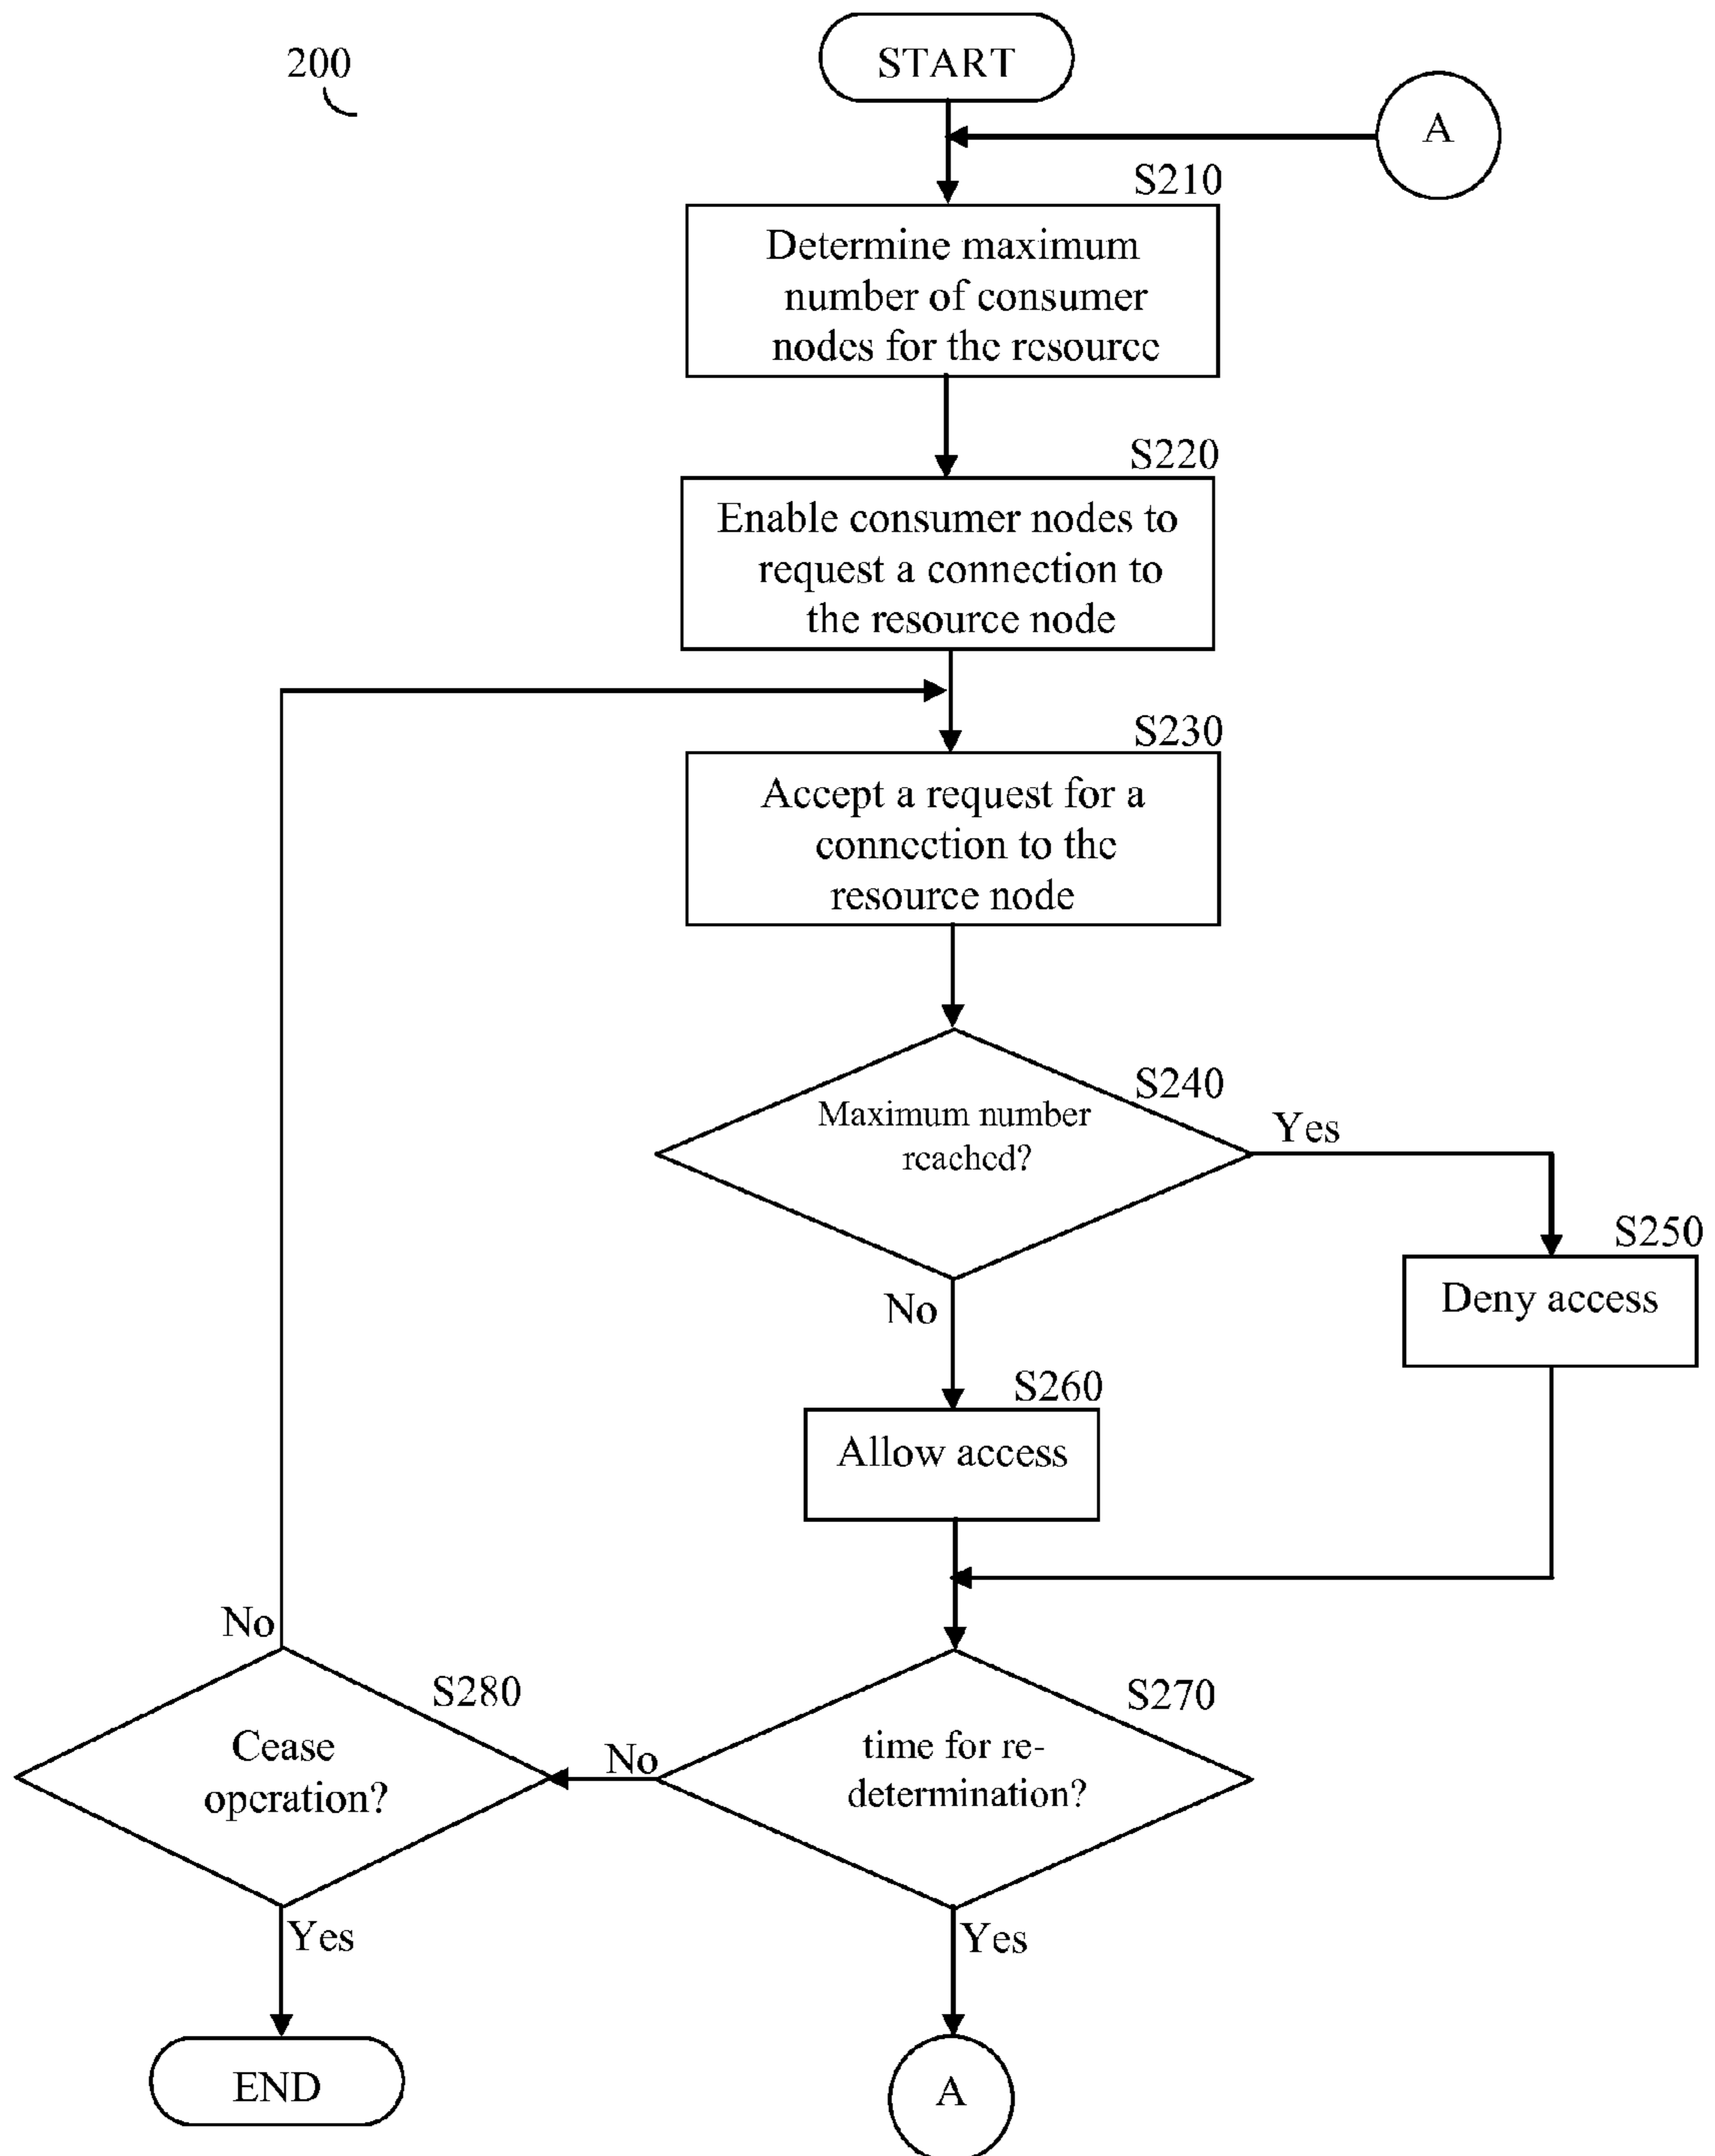 200
START
A
S210
Determine maximum
number of consumer
nodes for the resource
S220
Enable consumer nodes to
request a connection to
the resource node
S230
Accept a request for a
connection to the
resource node
S240
Maximum number
reached?
Yes
No
S250
Deny access
S260
Allow access
No
S280
Cease
operation?
No
S270
time for re-
determination?
Yes
Yes
END
A